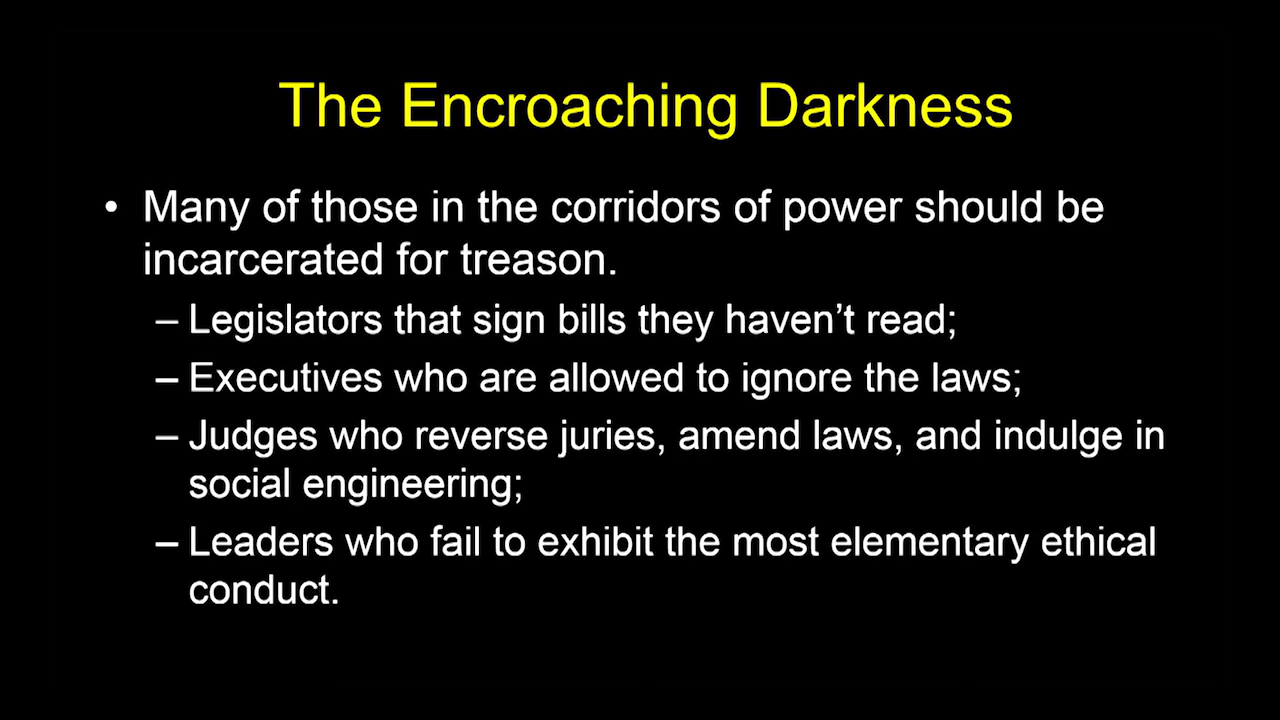 The Encroaching Darkness
• Many of those in the corridors of power should be
incarcerated for treason.
– Legislators that sign bills they haven’t read;
– Executives who are allowed to ignore the laws;
– Judges who reverse juries, amend laws, and indulge in
social engineering;
– Leaders who fail to exhibit the most elementary ethical
conduct.